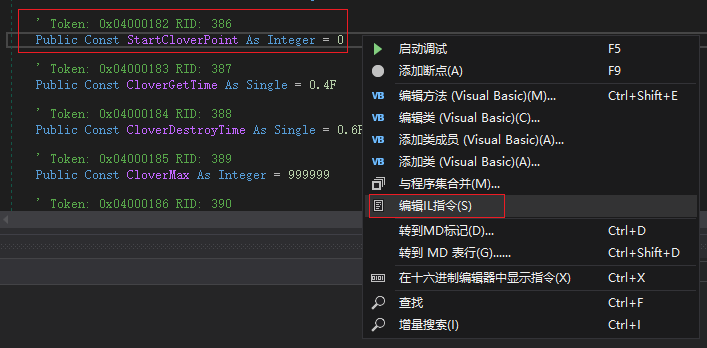 ' Token: 0x04000182 RID: 386
Public Const StartCloverPoint As Integer = 0
' Token: 0x04000183 RID: 387
Public Const CloverGetTime As Single = 0.4F
' Token: 0x04000184 RID: 388
Public Const CloverDestroyTime As Single = 0.6F
' Token: 0x04000185 RID: 389
Public Const CloverMax As Integer = 999999
' Token: 0x04000186 RID: 390
启动调试 F5
添加断点(A) F9
VB 编辑方法 (Visual Basic)(M)... Ctrl+Shift+E
VB 编辑类 (Visual Basic)(C)...
VB 添加类成员 (Visual Basic)(A)...
VB 添加类 (Visual Basic)(A)...
与程序集合并(M)...
编辑IL指令(S)
转到MD标记(D)... Ctrl+D
转到 MD 表行(G)...... Ctrl+Shift+D
在十六进制编辑器中显示指令(X) Ctrl+X
查找 Ctrl+F
增量搜索(I) Ctrl+I